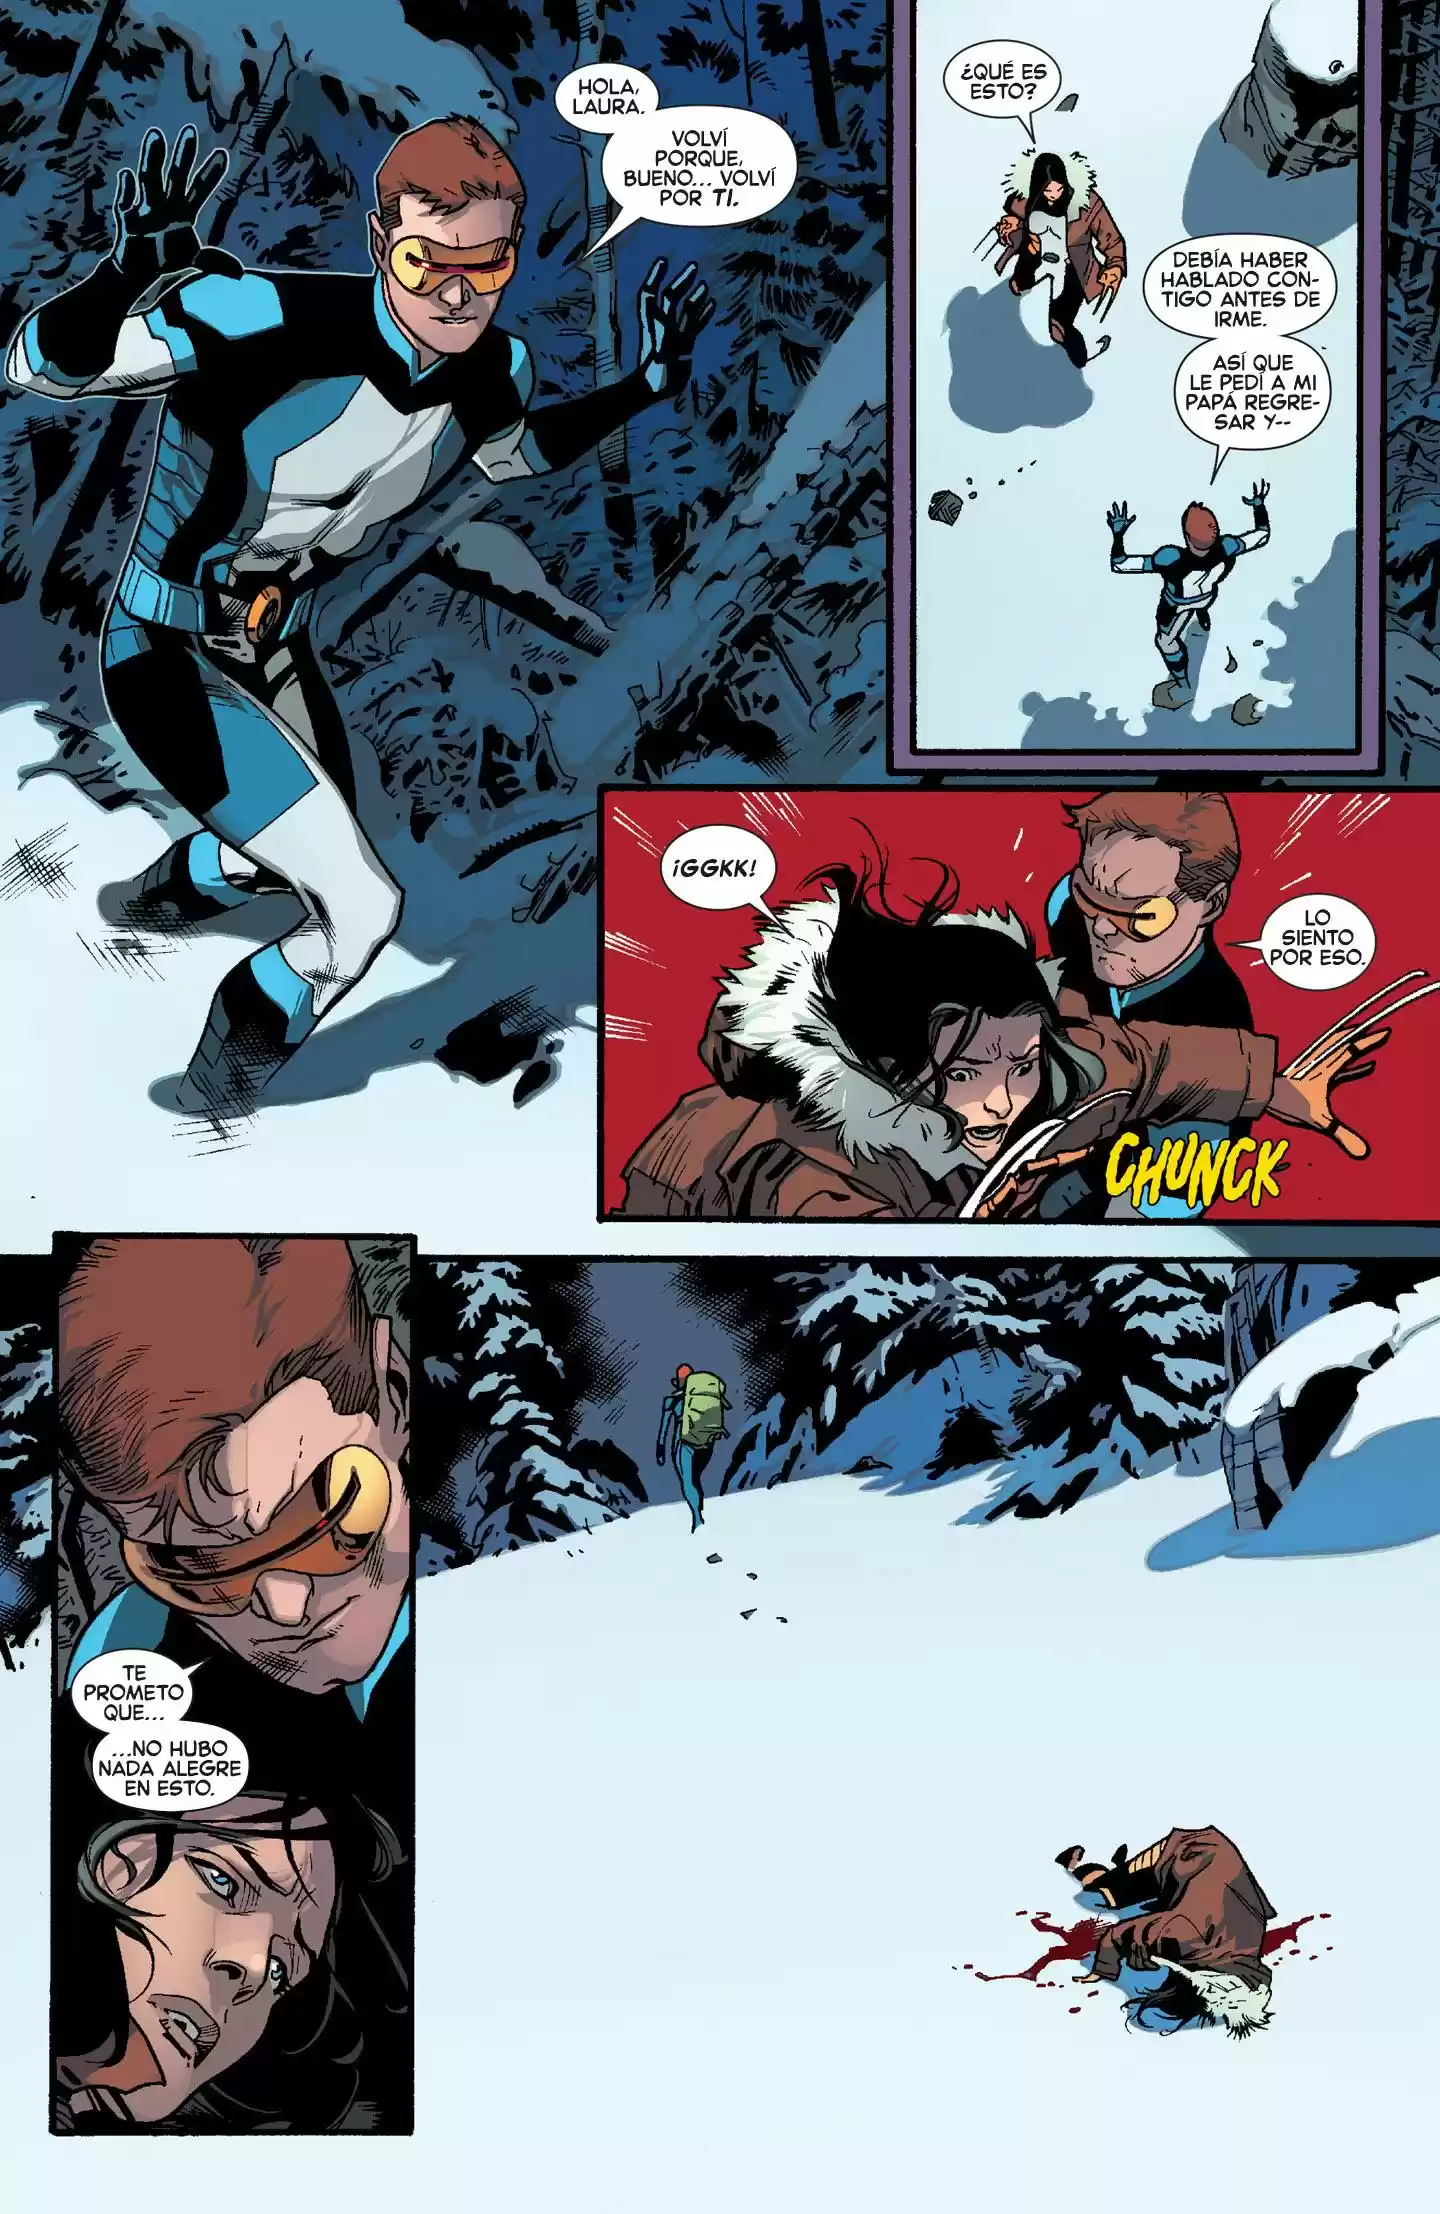 HOLA,
LAURA.
VOLVÍ
PORQUE,
BUENO... VOLVÍ
POR TI.
¿QUÉ ES
ESTO?
DEBÍA HABER
HABLADO CON-
TIGO ANTES DE
IRME.
ASÍ QUE
LE PEDÍ A MI
PAPÁ REGRE-
SAR Y--
¡GGKK!
LO
SIENTO
POR ESO.
CHUNCK
TE
PROMETO
QUE...
...NO HUBO
NADA ALEGRE
EN ESTO.